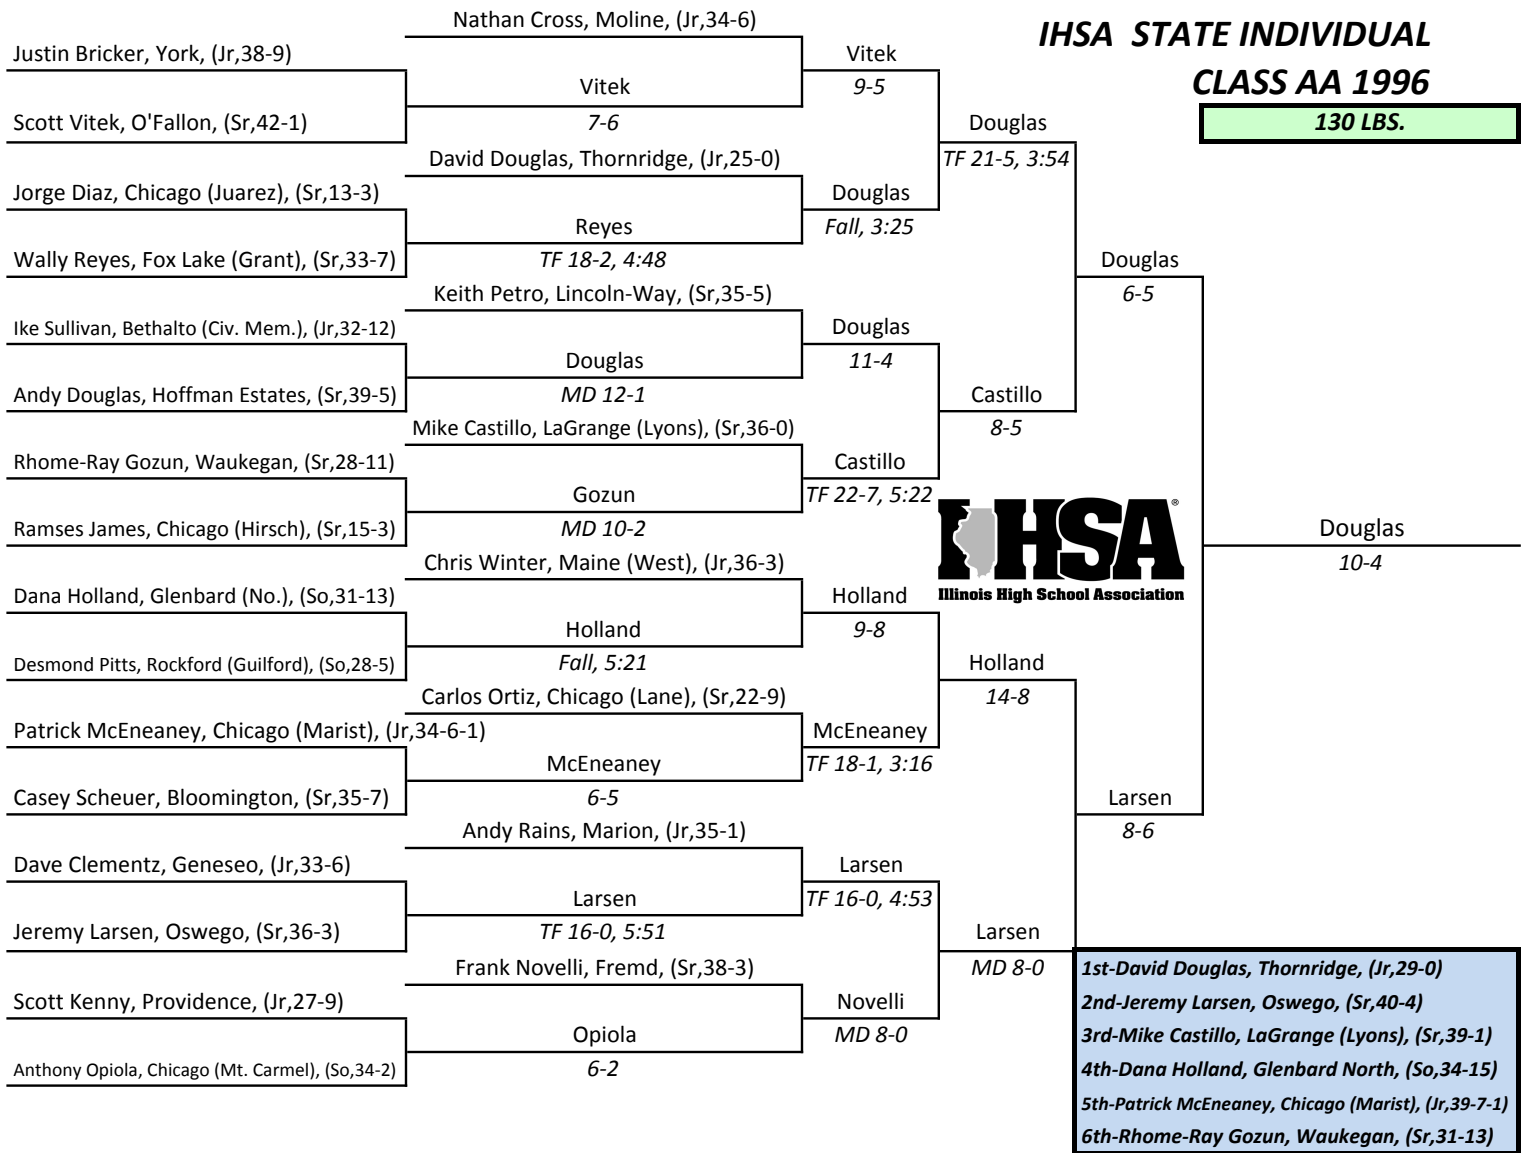 IHSA STATE INDIVIDUAL
CLASS AA 1996
130 LBS.
Nathan Cross, Moline, (Jr,34-6)
Justin Bricker, York, (Jr,38-9)
Vitek
9-5
Vitek
7-6
Scott Vitek, O'Fallon, (Sr,42-1)
Douglas
TF 21-5, 3:54
David Douglas, Thornridge, (Jr,25-0)
Jorge Diaz, Chicago (Juarez), (Sr,13-3)
Douglas
Fall, 3:25
Reyes
TF 18-2, 4:48
Wally Reyes, Fox Lake (Grant), (Sr,33-7)
Douglas
6-5
Keith Petro, Lincoln-Way, (Sr,35-5)
Ike Sullivan, Bethalto (Civ. Mem.), (Jr,32-12)
Douglas
11-4
Douglas
MD 12-1
Andy Douglas, Hoffman Estates, (Sr,39-5)
Castillo
8-5
Mike Castillo, LaGrange (Lyons), (Sr,36-0)
Rhome-Ray Gozun, Waukegan, (Sr,28-11)
Castillo
TF 22-7, 5:22
Gozun
MD 10-2
Ramses James, Chicago (Hirsch), (Sr,15-3)
IHSA®
Illinois High School Association
Douglas
10-4
Chris Winter, Maine (West), (Jr,36-3)
Dana Holland, Glenbard (No.), (So,31-13)
Holland
9-8
Holland
Fall, 5:21
Desmond Pitts, Rockford (Guilford), (So,28-5)
Holland
14-8
Carlos Ortiz, Chicago (Lane), (Sr,22-9)
Patrick McEneaney, Chicago (Marist), (Jr,34-6-1)
McEneaney
TF 18-1, 3:16
McEneaney
6-5
Casey Scheuer, Bloomington, (Sr,35-7)
Larsen
8-6
Andy Rains, Marion, (Jr,35-1)
Dave Clementz, Geneseo, (Jr,33-6)
Larsen
TF 16-0, 4:53
Larsen
TF 16-0, 5:51
Jeremy Larsen, Oswego, (Sr,36-3)
Larsen
MD 8-0
Frank Novelli, Fremd, (Sr,38-3)
Scott Kenny, Providence, (Jr,27-9)
Novelli
MD 8-0
Opiola
6-2
Anthony Opiola, Chicago (Mt. Carmel), (So,34-2)
1st-David Douglas, Thornridge, (Jr,29-0)
2nd-Jeremy Larsen, Oswego, (Sr,40-4)
3rd-Mike Castillo, LaGrange (Lyons), (Sr,39-1)
4th-Dana Holland, Glenbard North, (So,34-15)
5th-Patrick McEneaney, Chicago (Marist), (Jr,39-7-1)
6th-Rhome-Ray Gozun, Waukegan, (Sr,31-13)